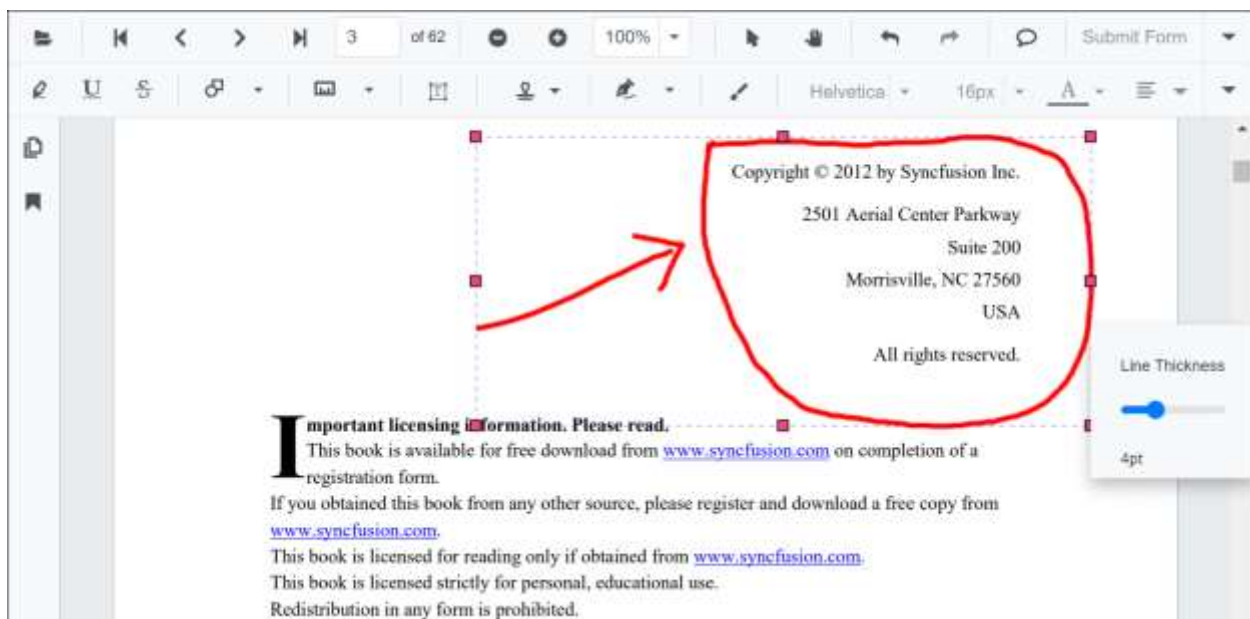 3 of 62 100% Submit Form
U S T Helvetica 16px A
Copyright © 2012 by Syncfusion Inc.
2501 Aerial Center Parkway
Suite 200
Morrisville, NC 27560
USA
All rights reserved.
Line Thickness
4pt
Important licensing information. Please read.
This book is available for free download from www.syncfusion.com on completion of a
registration form.
If you obtained this book from any other source, please register and download a free copy from
www.syncfusion.com.
This book is licensed for reading only if obtained from www.syncfusion.com.
This book is licensed strictly for personal, educational use.
Redistribution in any form is prohibited.